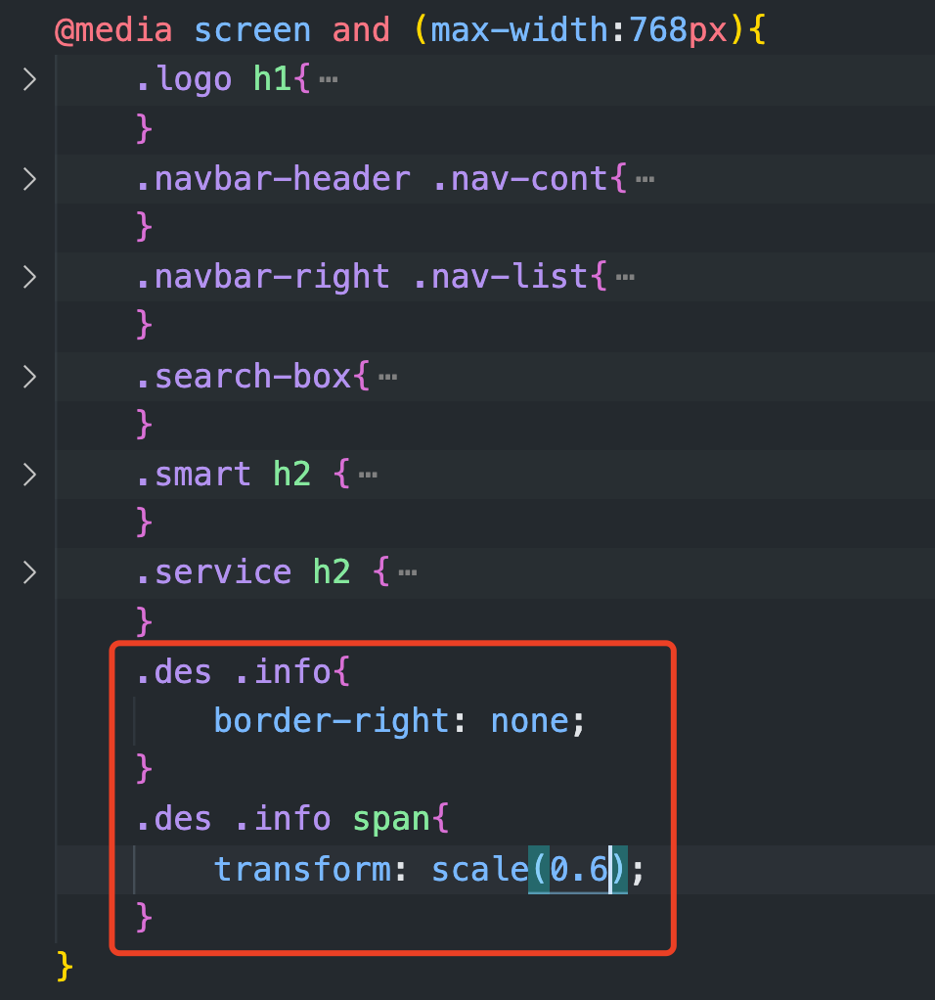 @media screen and (max-width:768px){
.logo h1{⋯
}
.navbar-header .nav-cont{⋯
}
.navbar-right .nav-list{⋯
}
.search-box{⋯
}
.smart h2 {⋯
}
.service h2 {⋯
}
.des .info{
border-right: none;
}
.des .info span{
transform: scale(0.6);
}
}